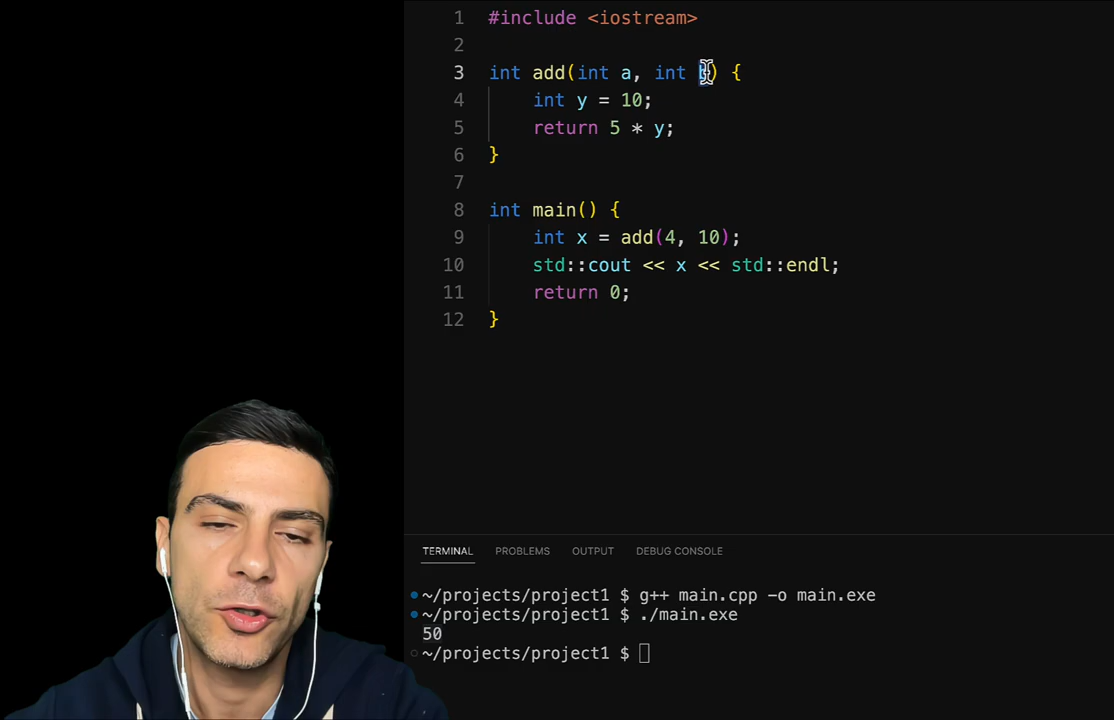 1 #include <iostream>
2
3 int add(int a, int ) {
4 int y = 10;
5 return 5 * y;
6 }
7
8 int main() {
9 int x = add(4, 10);
10 std::cout << x << std::endl;
11 return 0;
12 }
TERMINAL PROBLEMS OUTPUT DEBUG CONSOLE
~/projects/project1 $ g++ main.cpp -o main.exe
~/projects/project1 $ ./main.exe
50
~/projects/project1 $